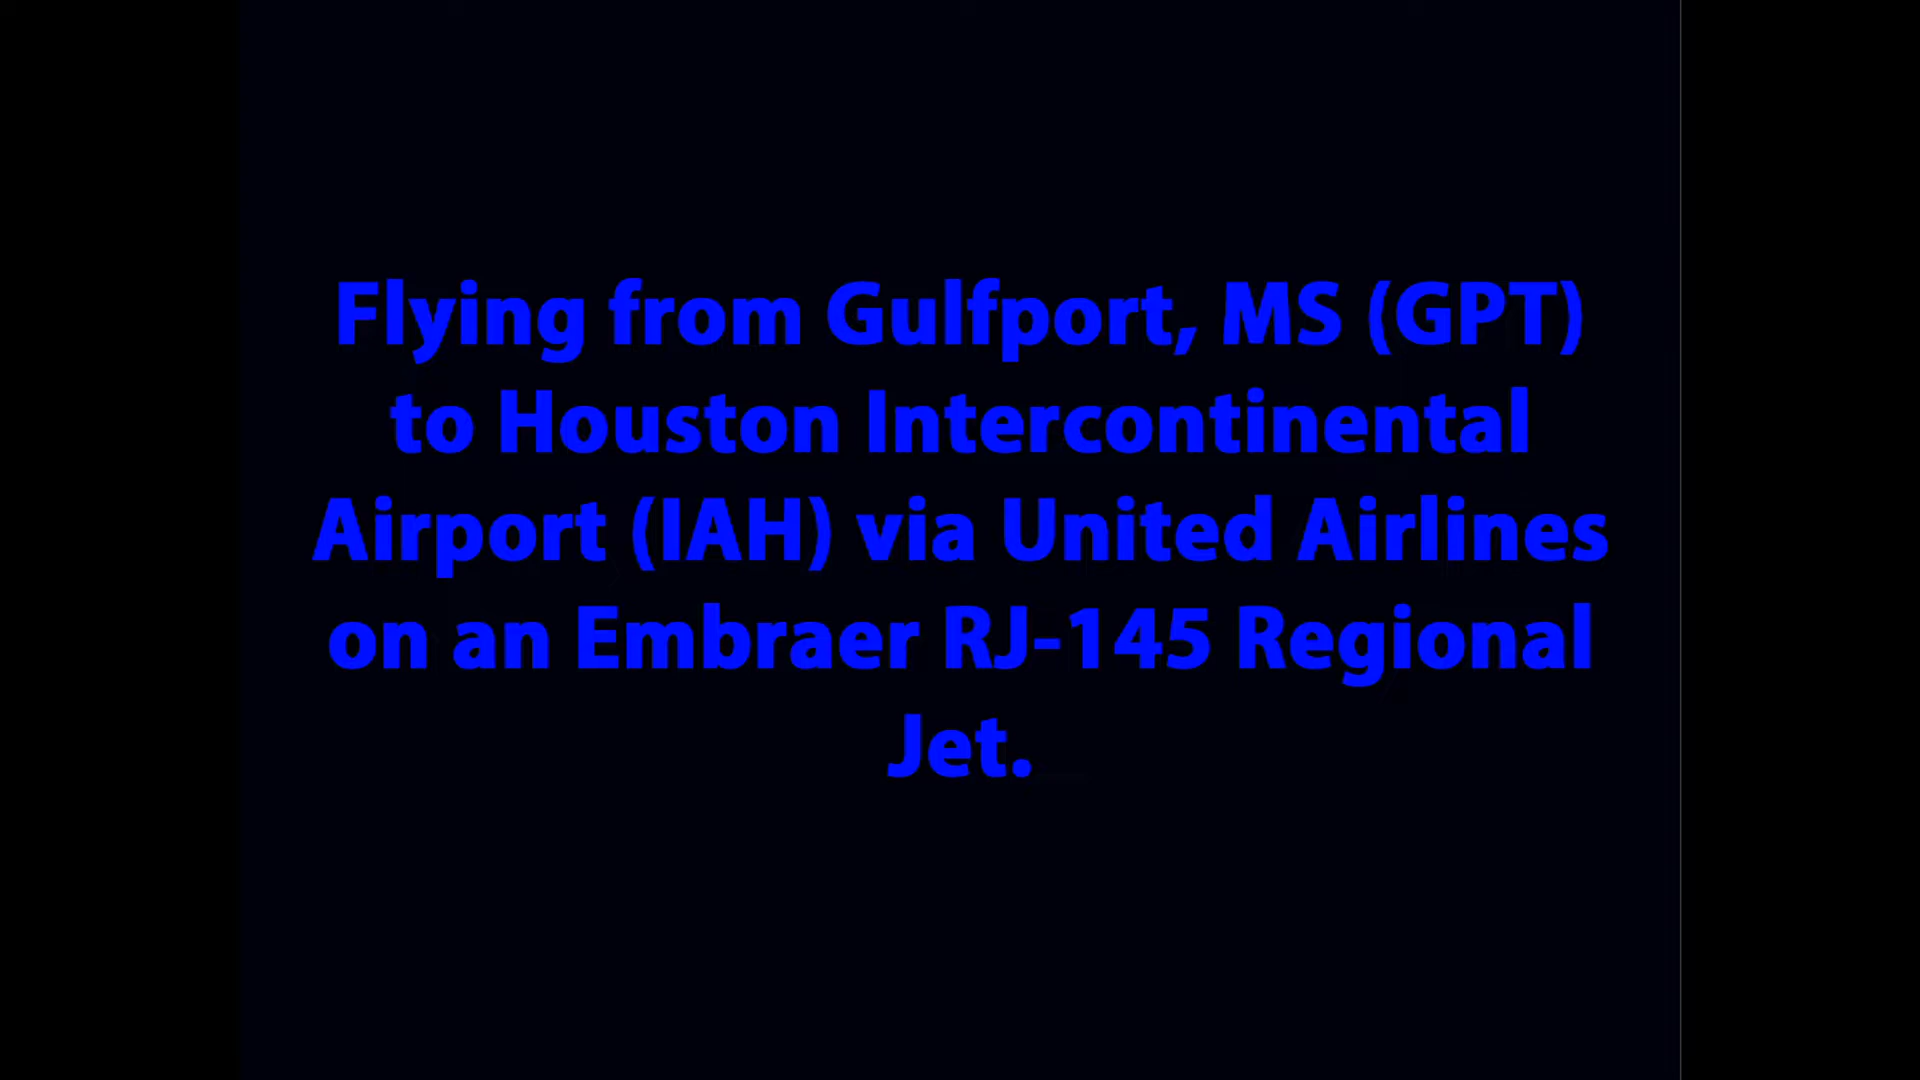 Flying from Gulfport, MS (GPT)
to Houston Intercontinental
Airport (IAH) via United Airlines
on an Embraer RJ-145 Regional
Jet.